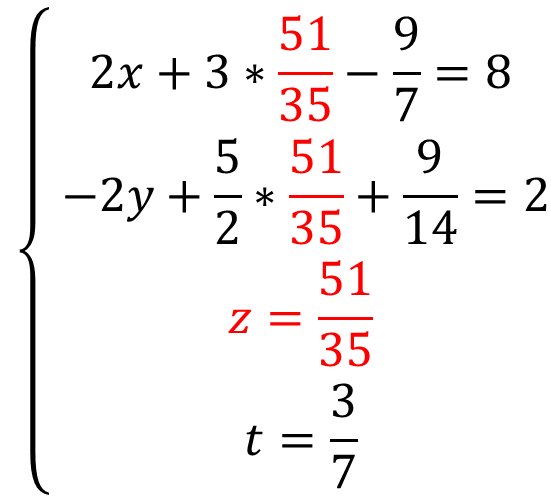 2x + 3 * 51/35 − 9/7 = 8
−2y + 5/2 * 51/35 + 9/14 = 2
z = 51/35
t = 3/7